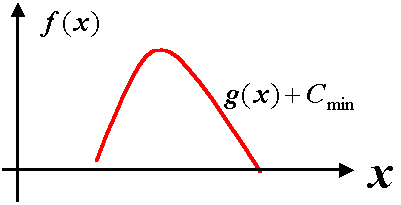 f(x)
g(x) + C_min
x